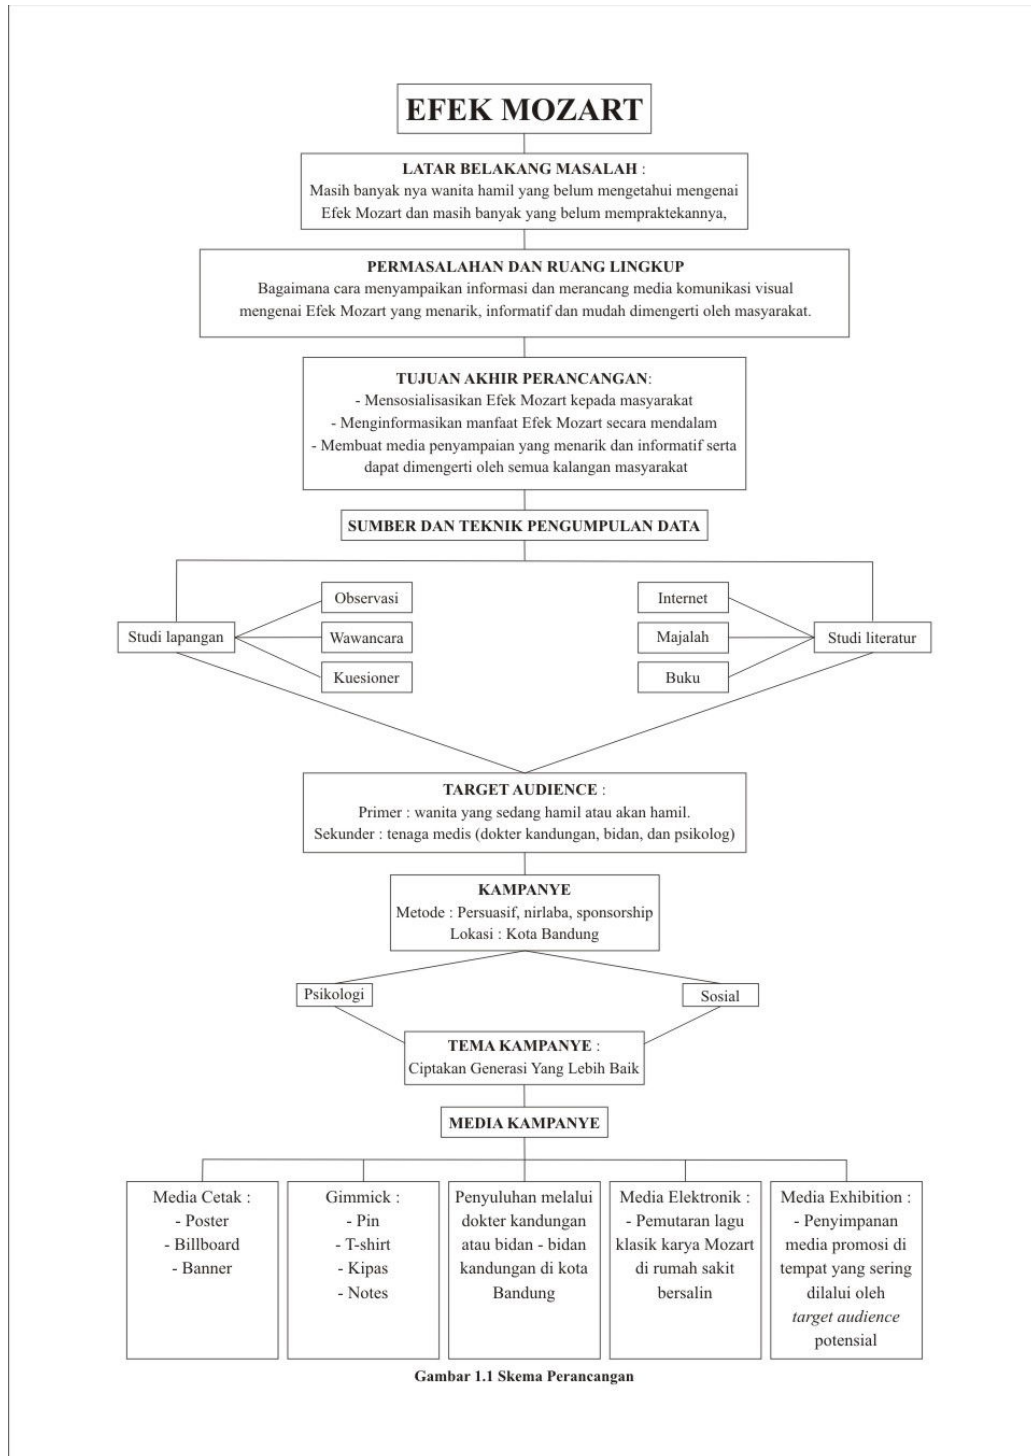 EFEK MOZART
LATAR BELAKANG MASALAH :
Masih banyak nya wanita hamil yang belum mengetahui mengenai
Efek Mozart dan masih banyak yang belum mempraktekannya,
PERMASALAHAN DAN RUANG LINGKUP
Bagaimana cara menyampaikan informasi dan merancang media komunikasi visual
mengenai Efek Mozart yang menarik, informatif dan mudah dimengerti oleh masyarakat.
TUJUAN AKHIR PERANCANGAN:
- Mensosialisasikan Efek Mozart kepada masyarakat
- Menginformasikan manfaat Efek Mozart secara mendalam
- Membuat media penyampaian yang menarik dan informatif serta
dapat dimengerti oleh semua kalangan masyarakat
SUMBER DAN TEKNIK PENGUMPULAN DATA
Studi lapangan
Observasi
Wawancara
Kuesioner
Internet
Majalah
Buku
Studi literatur
TARGET AUDIENCE :
Primer : wanita yang sedang hamil atau akan hamil.
Sekunder : tenaga medis (dokter kandungan, bidan, dan psikolog)
KAMPANYE
Metode : Persuasif, nirlaba, sponsorship
Lokasi : Kota Bandung
Psikologi
Sosial
TEMA KAMPANYE :
Ciptakan Generasi Yang Lebih Baik
MEDIA KAMPANYE
Media Cetak :
- Poster
- Billboard
- Banner
Gimmick :
- Pin
- T-shirt
- Kipas
- Notes
Penyuluhan melalui
dokter kandungan
atau bidan - bidan
kandungan di kota
Bandung
Media Elektronik :
- Pemutaran lagu
klasik karya Mozart
di rumah sakit
bersalin
Media Exhibition :
- Penyimpanan
media promosi di
tempat yang sering
dilalui oleh
target audience
potensial
Gambar 1.1 Skema Perancangan